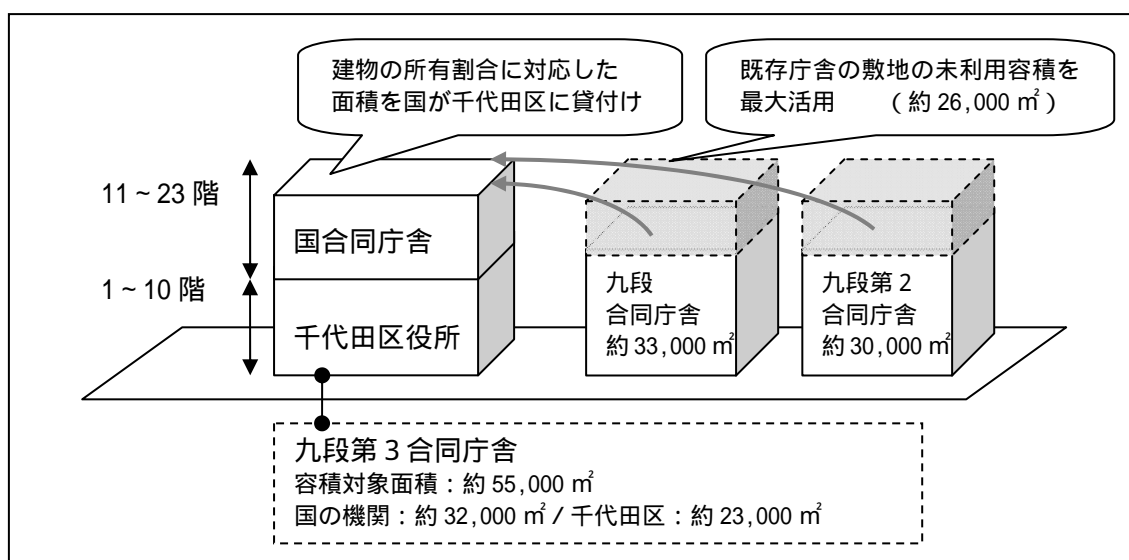 建物の所有割合に対応した
面積を国が千代田区に貸付け
既存庁舎の敷地の未利用容積を
最大活用 (約 26,000 ㎡)
11～23 階
国合同庁舎
1～10 階
千代田区役所
九段
合同庁舎
約 33,000 ㎡
九段第 2
合同庁舎
約 30,000 ㎡
九段第 3 合同庁舎
容積対象面積：約 55,000 ㎡
国の機関：約 32,000 ㎡ / 千代田区：約 23,000 ㎡